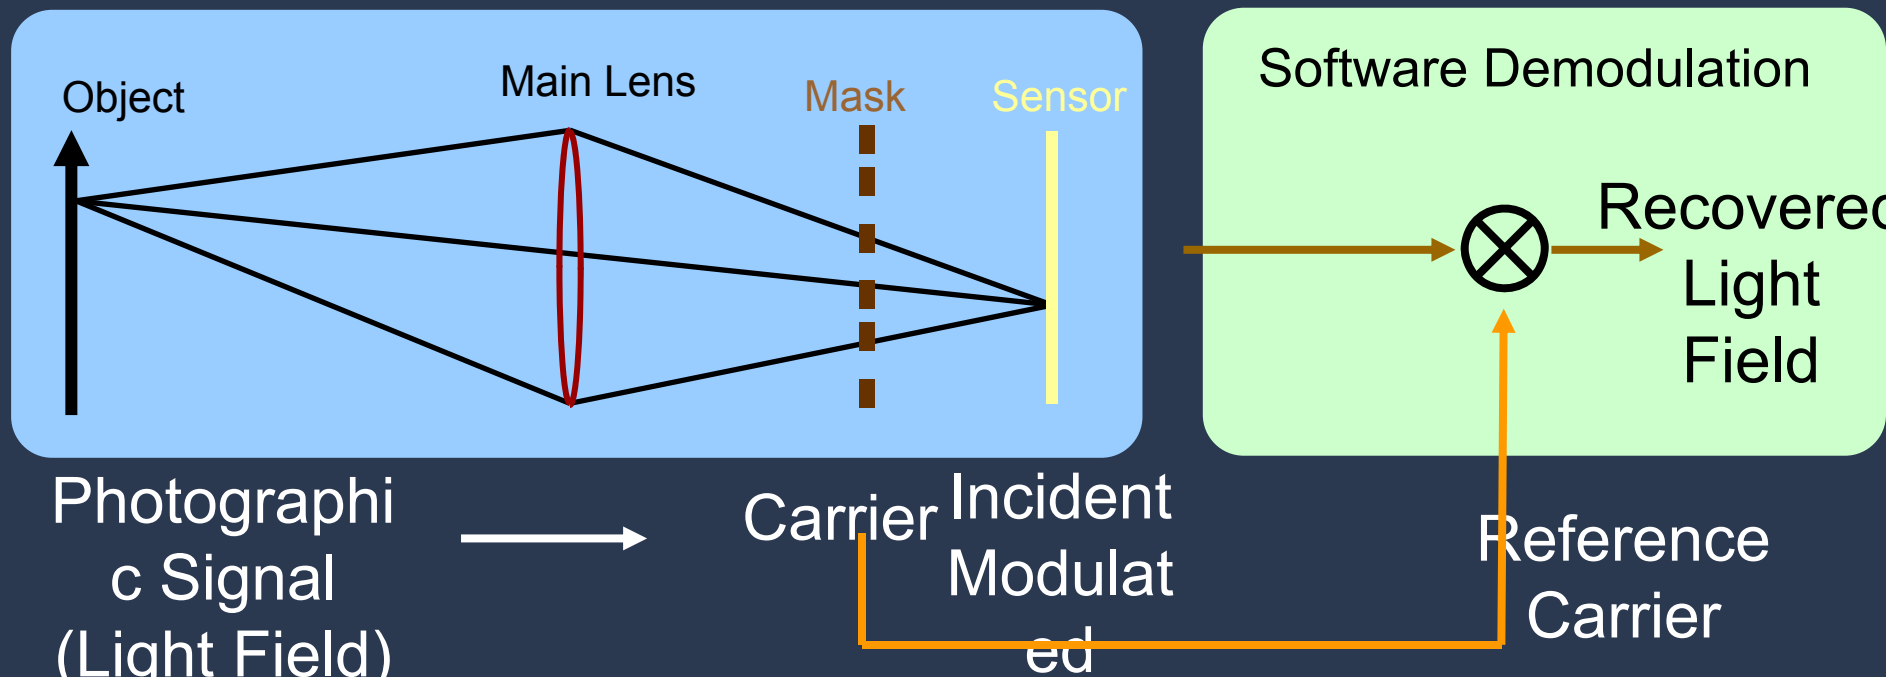 Object
Main Lens
Mask
Sensor
Software Demodulation
Recovered
Light
Field
Photographi
c Signal
(Light Field)
Carrier
Incident
Modulat
ed
Reference
Carrier